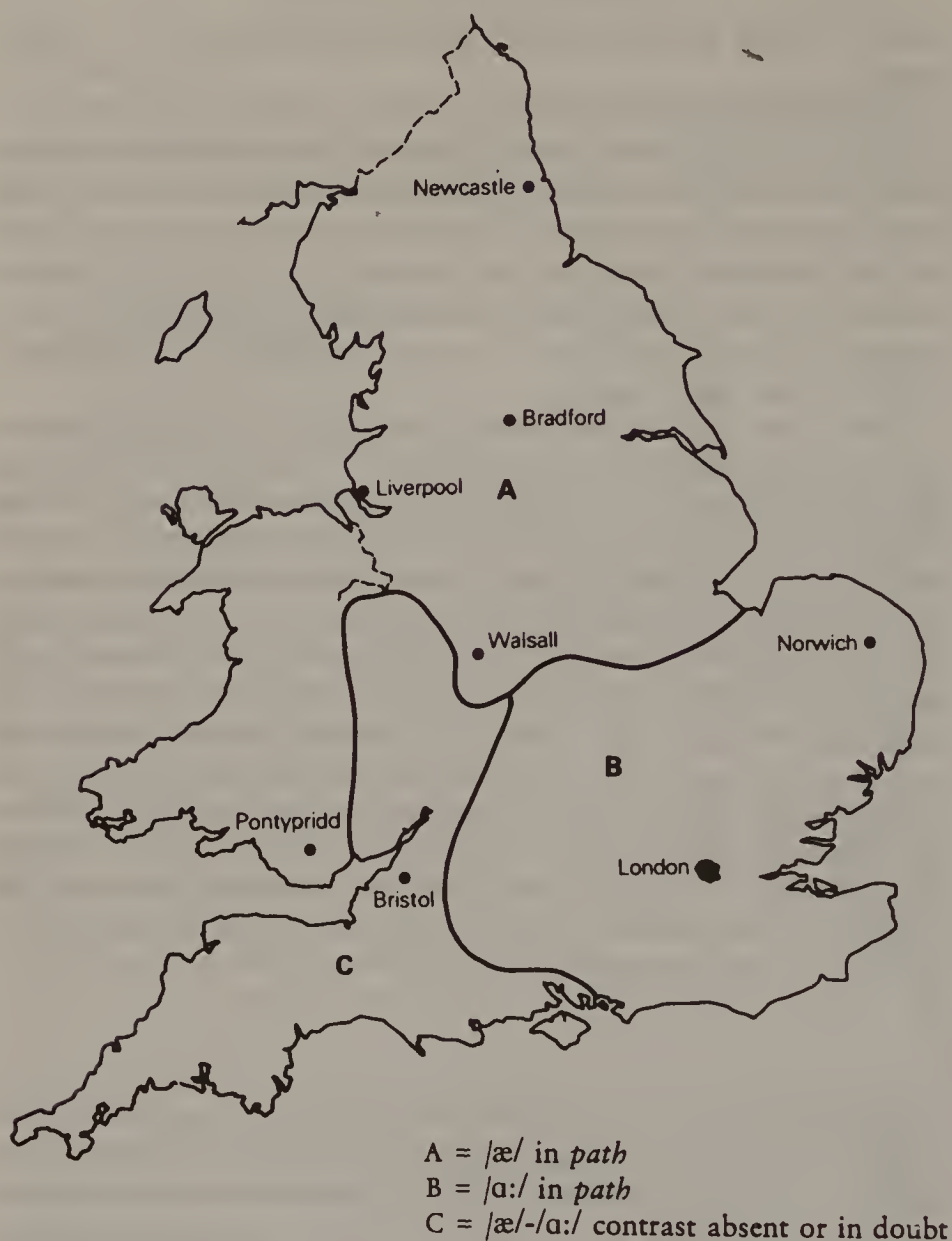 Newcastle
Bradford
Liverpool
A
Walsall
Norwich
B
Pontypridd
London
Bristol
C
A = /æ/ in path
B = /ɑ:/ in path
C = /æ/-/ɑ:/ contrast absent or in doubt